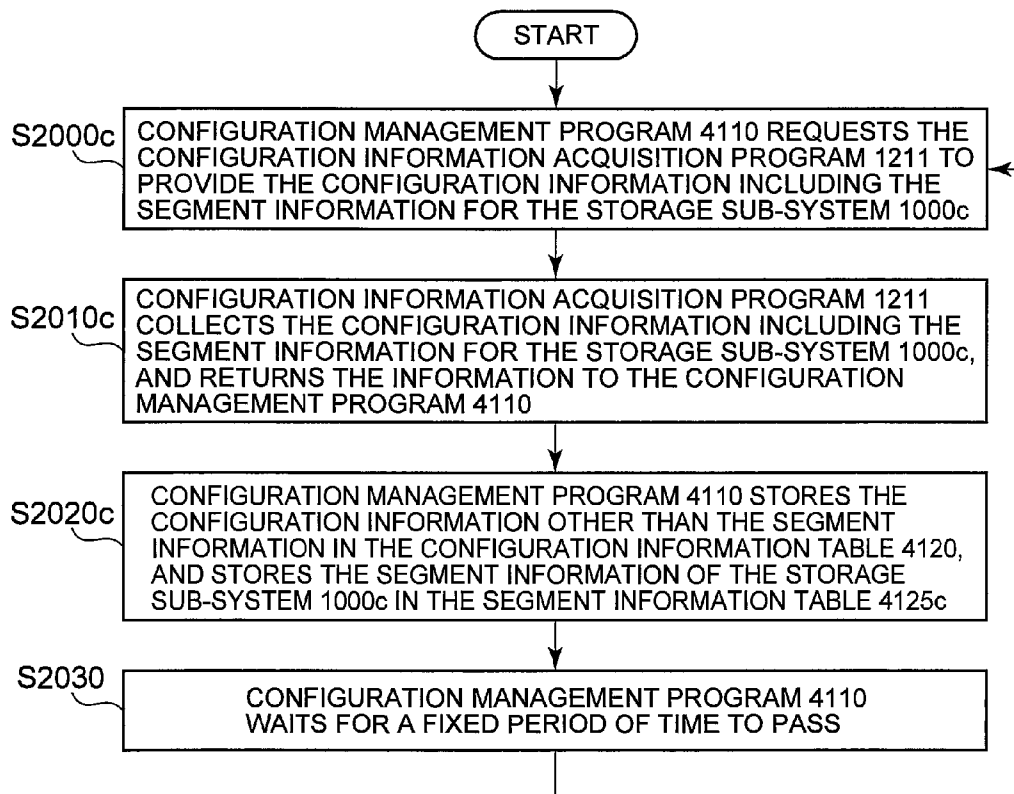 START
S2000c
CONFIGURATION MANAGEMENT PROGRAM 4110 REQUESTS THE
CONFIGURATION INFORMATION ACQUISITION PROGRAM 1211 TO
PROVIDE THE CONFIGURATION INFORMATION INCLUDING THE
SEGMENT INFORMATION FOR THE STORAGE SUB-SYSTEM 1000c
S2010c
CONFIGURATION INFORMATION ACQUISITION PROGRAM 1211
COLLECTS THE CONFIGURATION INFORMATION INCLUDING THE
SEGMENT INFORMATION FOR THE STORAGE SUB-SYSTEM 1000c,
AND RETURNS THE INFORMATION TO THE CONFIGURATION
MANAGEMENT PROGRAM 4110
S2020c
CONFIGURATION MANAGEMENT PROGRAM 4110 STORES THE
CONFIGURATION INFORMATION OTHER THAN THE SEGMENT
INFORMATION IN THE CONFIGURATION INFORMATION TABLE 4120,
AND STORES THE SEGMENT INFORMATION OF THE STORAGE
SUB-SYSTEM 1000c IN THE SEGMENT INFORMATION TABLE 4125c
S2030
CONFIGURATION MANAGEMENT PROGRAM 4110
WAITS FOR A FIXED PERIOD OF TIME TO PASS